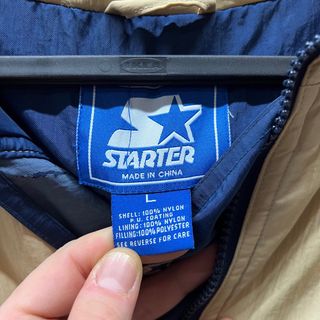 STARTER
MADE IN CHINA
L
SHELL: 100% NYLON
P.U. COATING
LINING: 100% NYLON
FILLING: 100% POLYESTER
SEE REVERSE FOR CARE